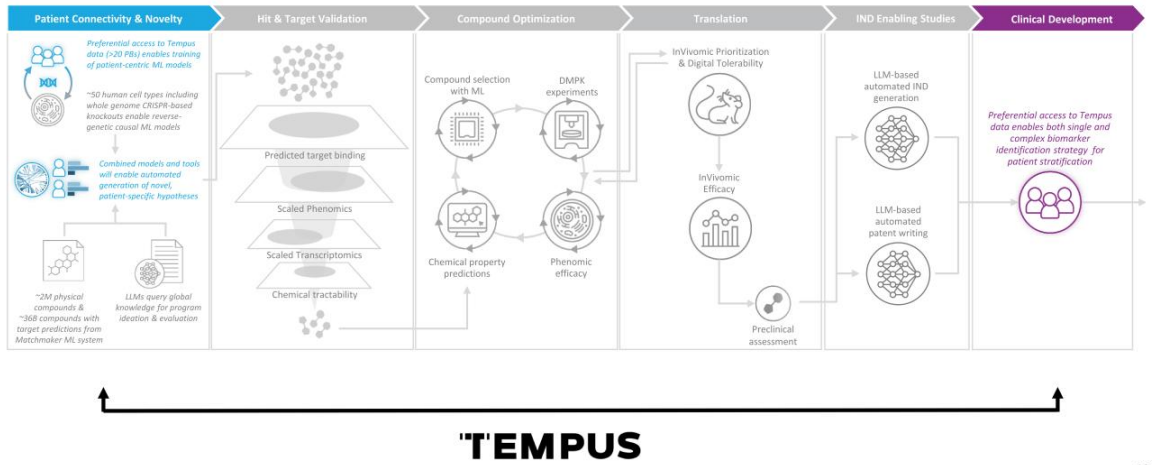 Patient Connectivity & Novelty
Preferential access to Tempus
data (>20 PBs) enables training
of patient-centric ML models
~50 human cell types including
whole genome CRISPR-based
knockouts enable reverse-
genetic causal ML models
Combined models and tools
will enable automated
generation of novel,
patient-specific hypotheses
~2M physical
compounds &
~36B compounds with
target predictions from
Matchmaker ML system
LLMs query global
knowledge for program
ideation & evaluation
Hit & Target Validation
Predicted target binding
Scaled Phenomics
Scaled Transcriptomics
Chemical tractability
Compound Optimization
Compound selection
with ML
DMPK
experiments
Chemical property
predictions
Phenomic
efficacy
Translation
InVivomic Prioritization
& Digital Tolerability
InVivomic
Efficacy
Preclinical
assessment
IND Enabling Studies
LLM-based
automated IND
generation
LLM-based
automated
patent writing
Clinical Development
Preferential access to Tempus
data enables both single and
complex biomarker
identification strategy for
patient stratification
TEMPUS